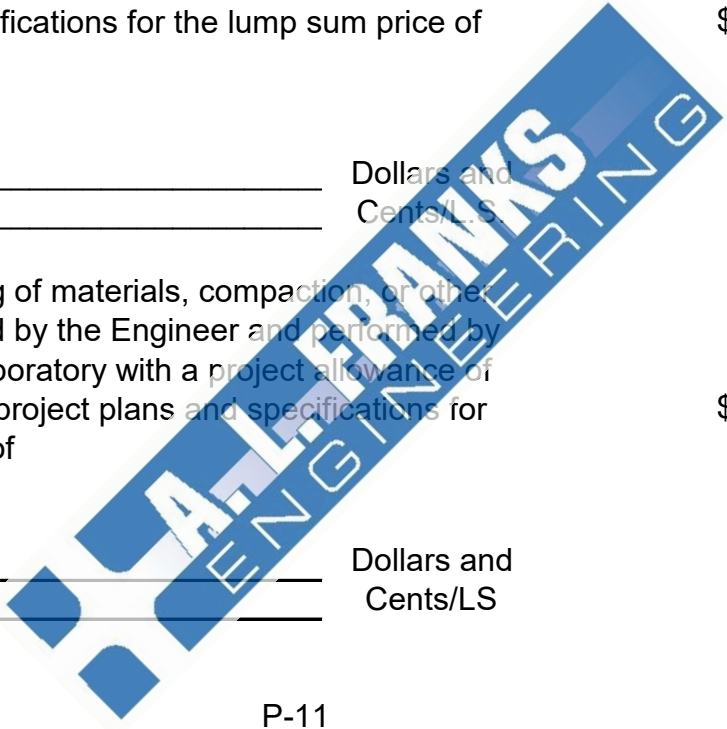 fications for the lump sum price of
$
Dollars and
Cents/L.S.
g of materials, compaction, or other
d by the Engineer and performed by
boratory with a project allowance of
project plans and specifications for
$
of
Dollars and
Cents/LS
A. L. FRANKS
ENGINEERING
P-11